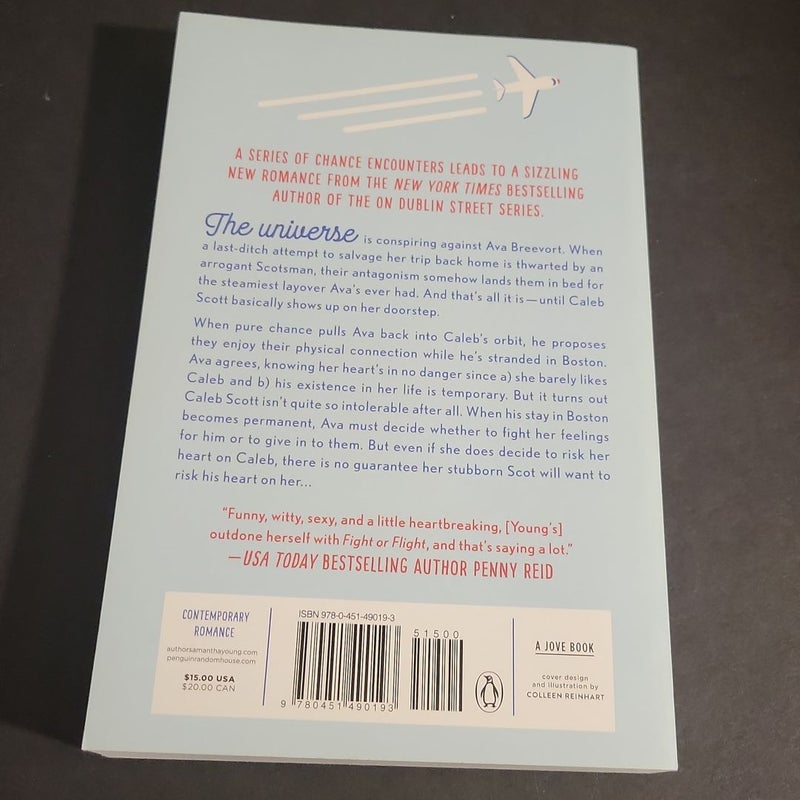 A SERIES OF CHANCE ENCOUNTERS LEADS TO A SIZZLING
NEW ROMANCE FROM THE NEW YORK TIMES BESTSELLING
AUTHOR OF THE ON DUBLIN STREET SERIES.
The universe is conspiring against Ava Breevort. When
a last-ditch attempt to salvage her trip back home is thwarted by an
arrogant Scotsman, their antagonism somehow lands them in bed for
the steamiest layover Ava's ever had. And that's all it is—until Caleb
Scott basically shows up on her doorstep.
When pure chance pulls Ava back into Caleb's orbit, he proposes
they enjoy their physical connection while he's stranded in Boston.
Ava agrees, knowing her heart's in no danger since a) she barely likes
Caleb and b) his existence in her life is temporary. But it turns out
Caleb Scott isn't quite so intolerable after all. When his stay in Boston
becomes permanent, Ava must decide whether to fight her feelings
for him or to give in to them. But even if she does decide to risk her
heart on Caleb, there is no guarantee her stubborn Scot will want to
risk his heart on her...
"Funny, witty, sexy, and a little heartbreaking, [Young's]
outdone herself with Fight or Flight, and that's saying a lot."
—USA TODAY BESTSELLING AUTHOR PENNY REID
CONTEMPORARY
ROMANCE
authorsamanthayoung.com
penguinrandomhouse.com
$15.00 USA
$20.00 CAN
ISBN 978-0-451-49019-3
51500
9 780451 490193
A JOVE BOOK
cover design
and illustration by
COLLEEN REINHART